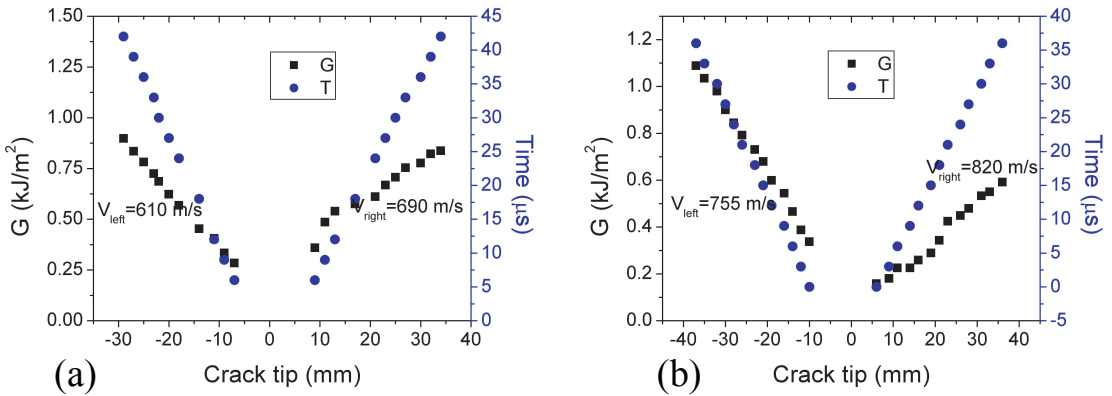 1.50
1.25
1.00
0.75
0.50
0.25
0.00
G (kJ/m²)
45
40
35
30
25
20
15
10
5
0
Time (μs)
G
T
V_left=610 m/s
V_right=690 m/s
-30 -20 -10 0 10 20 30 40
Crack tip (mm)
(a)
1.2
1.0
0.8
0.6
0.4
0.2
0.0
G (kJ/m²)
40
35
30
25
20
15
10
5
0
-5
Time (μs)
G
T
V_right=820 m/s
V_left=755 m/s
-40 -30 -20 -10 0 10 20 30 40
Crack tip (mm)
(b)